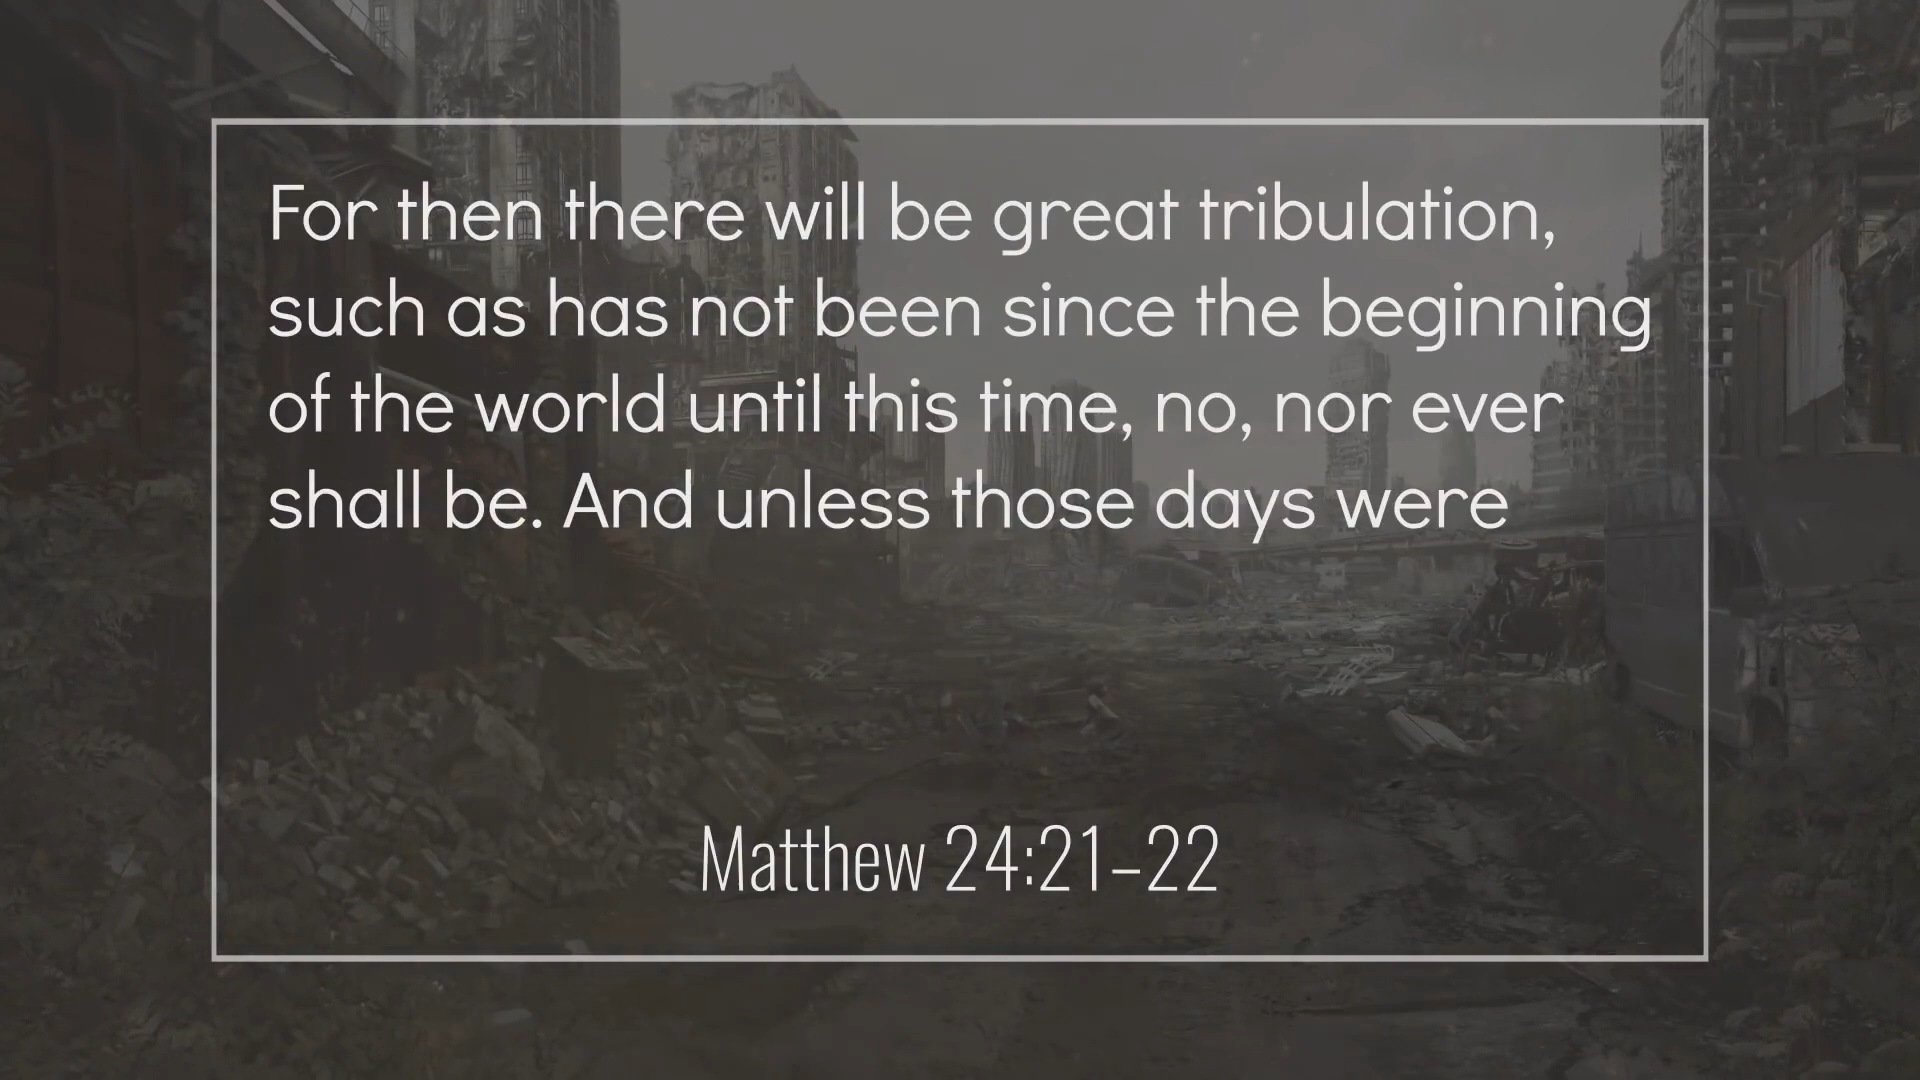 For then there will be great tribulation,
such as has not been since the beginning
of the world until this time, no, nor ever
shall be. And unless those days were
Matthew 24:21–22